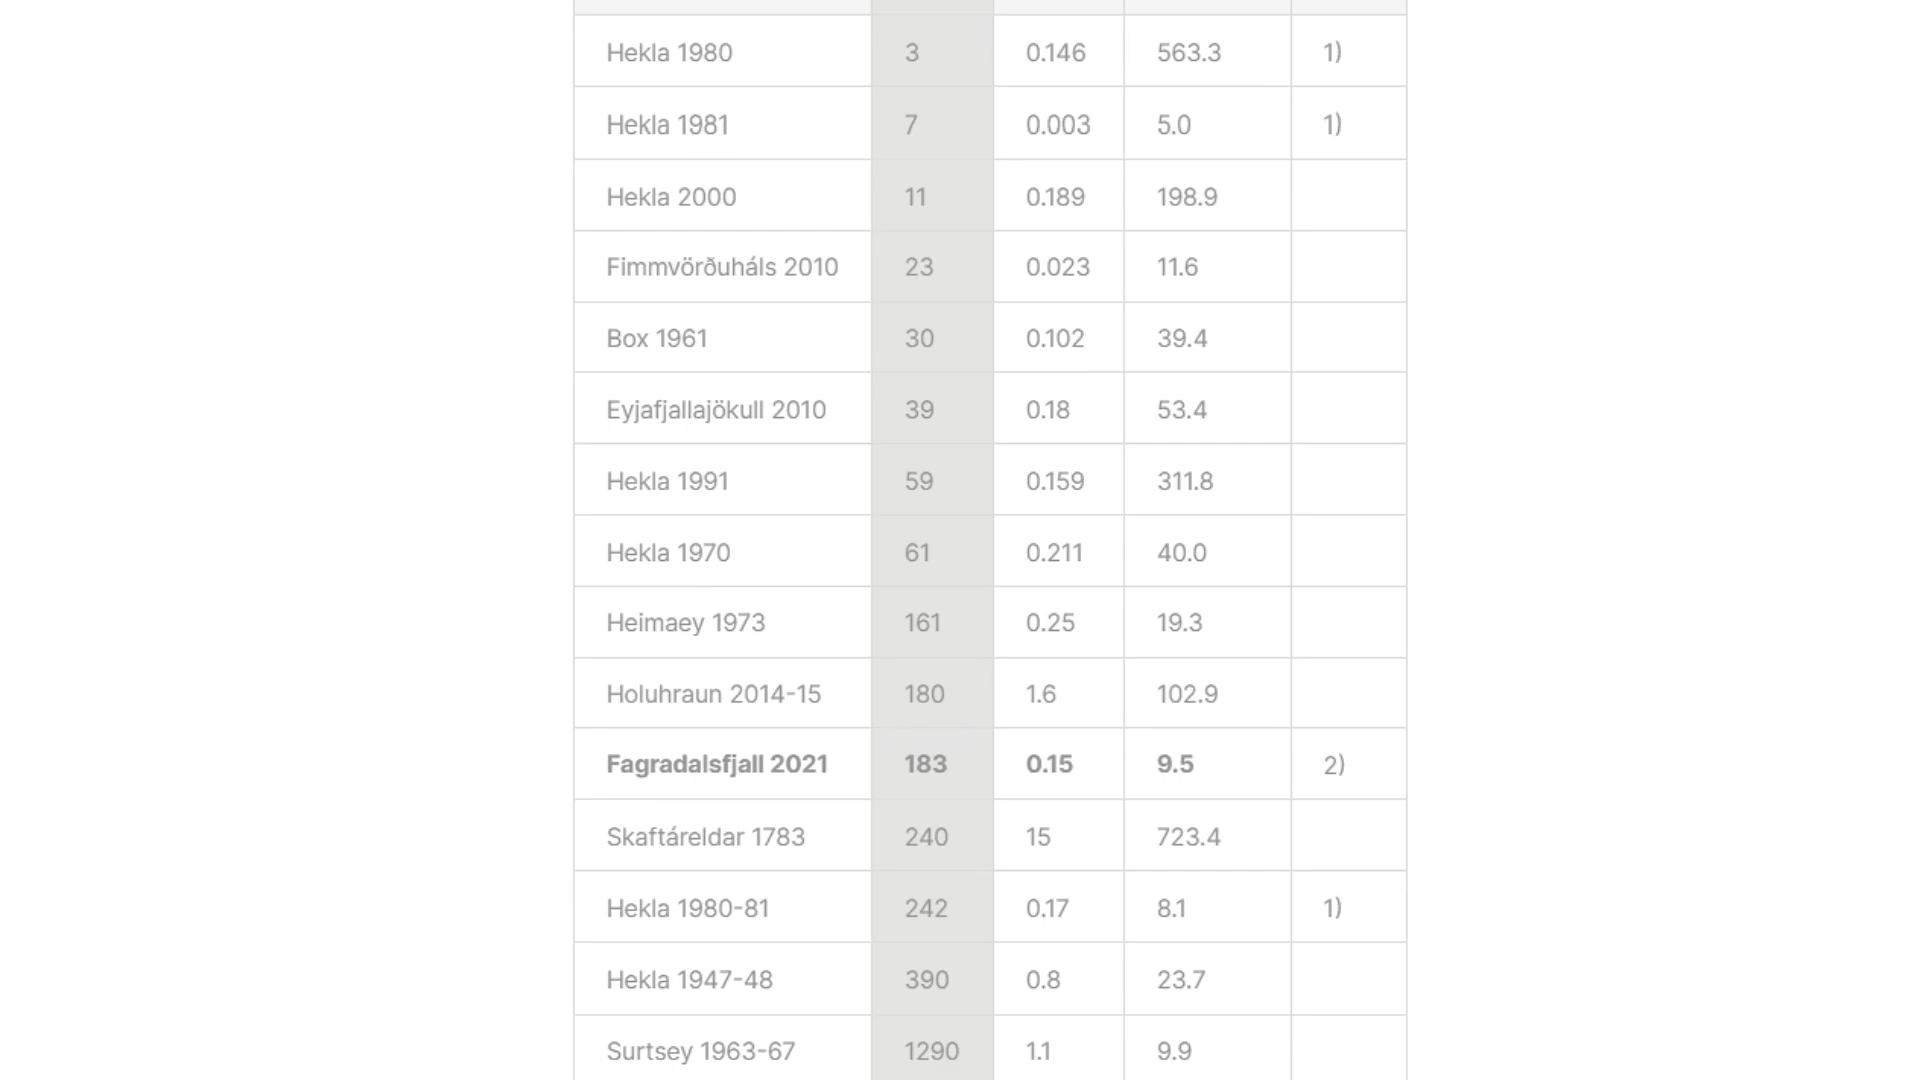 Hekla 1980 3 0.146 563.3 1)
Hekla 1981 7 0.003 5.0 1)
Hekla 2000 11 0.189 198.9
Fimmvörðuháls 2010 23 0.023 11.6
Box 1961 30 0.102 39.4
Eyjafjallajökull 2010 39 0.18 53.4
Hekla 1991 59 0.159 311.8
Hekla 1970 61 0.211 40.0
Heimaey 1973 161 0.25 19.3
Holuhraun 2014-15 180 1.6 102.9
Fagradalsfjall 2021 183 0.15 9.5 2)
Skaftáreldar 1783 240 15 723.4
Hekla 1980-81 242 0.17 8.1 1)
Hekla 1947-48 390 0.8 23.7
Surtsey 1963-67 1290 1.1 9.9